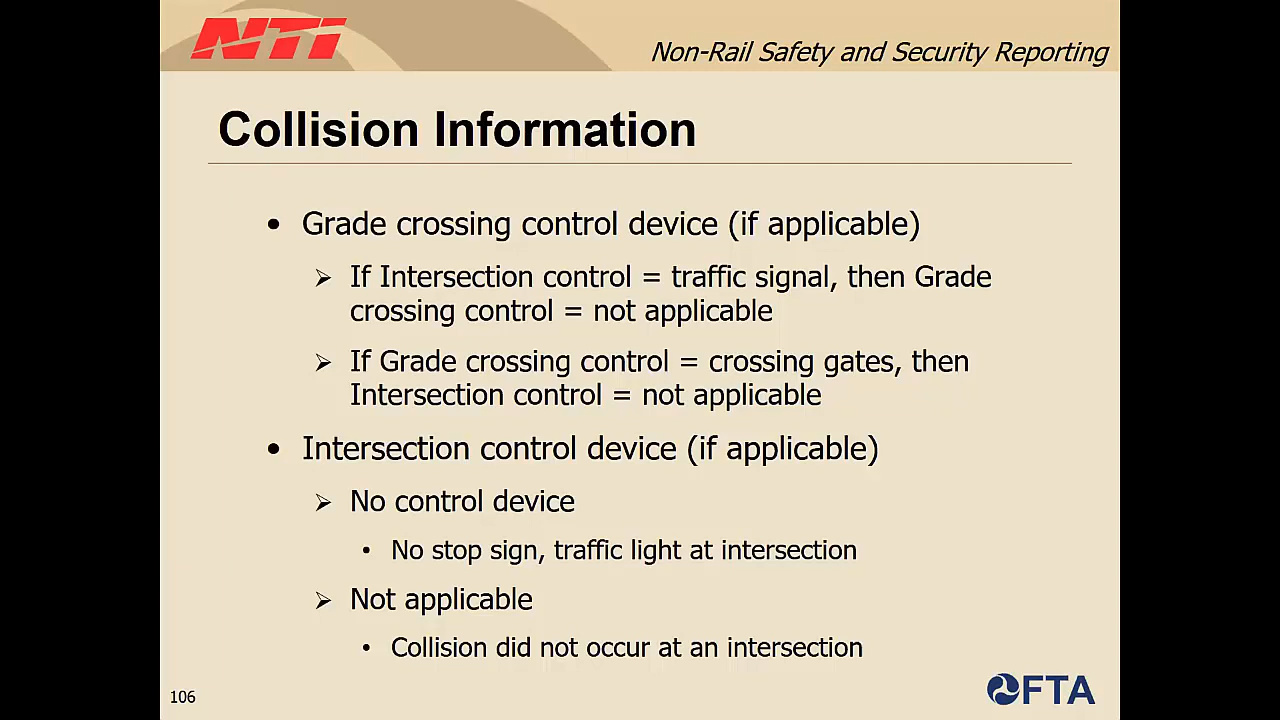 NTI
Non-Rail Safety and Security Reporting
Collision Information
• Grade crossing control device (if applicable)
➢ If Intersection control = traffic signal, then Grade
crossing control = not applicable
➢ If Grade crossing control = crossing gates, then
Intersection control = not applicable
• Intersection control device (if applicable)
➢ No control device
• No stop sign, traffic light at intersection
➢ Not applicable
• Collision did not occur at an intersection
106
FTA